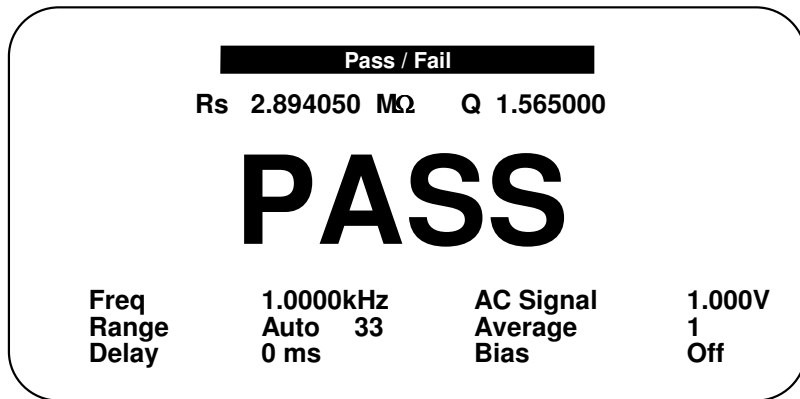 Pass / Fail
Rs 2.894050 MΩ Q 1.565000
PASS
Freq 1.0000kHz AC Signal 1.000V
Range Auto 33 Average 1
Delay 0 ms Bias Off